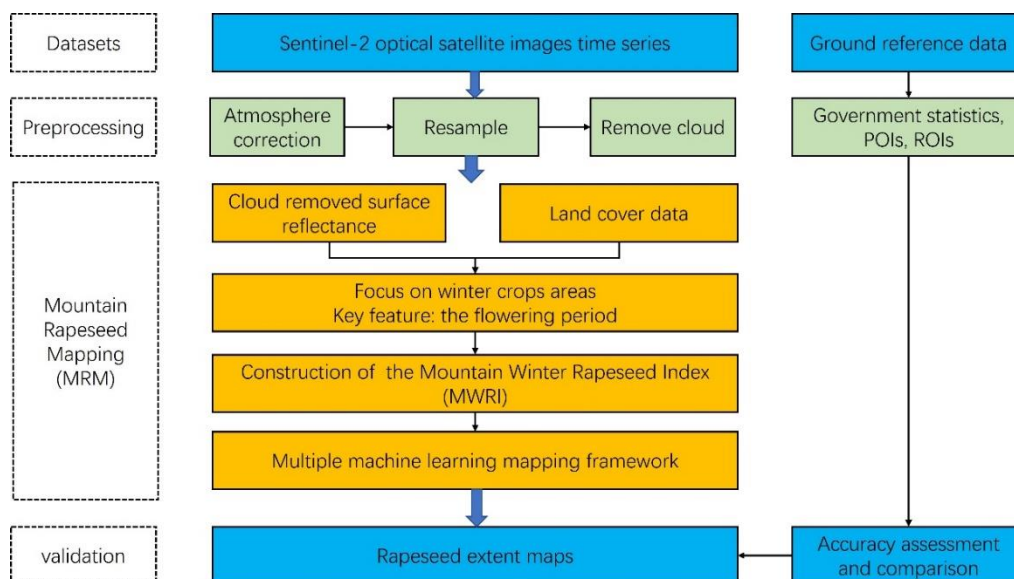 Datasets
Sentinel-2 optical satellite images time series
Ground reference data
Preprocessing
Atmosphere
correction
Resample
Remove cloud
Government statistics,
POIs, ROIs
Mountain
Rapeseed
Mapping
(MRM)
Cloud removed surface
reflectance
Land cover data
Focus on winter crops areas
Key feature: the flowering period
Construction of the Mountain Winter Rapeseed Index
(MWRI)
Multiple machine learning mapping framework
validation
Rapeseed extent maps
Accuracy assessment
and comparison